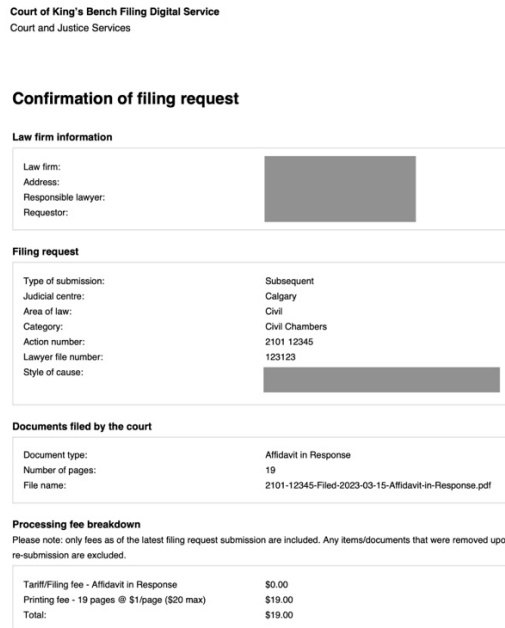 Court of King's Bench Filing Digital Service
Court and Justice Services
Confirmation of filing request
Law firm information
Law firm:
Address:
Responsible lawyer:
Requestor:
Filing request
Type of submission: Subsequent
Judicial centre: Calgary
Area of law: Civil
Category: Civil Chambers
Action number: 2101 12345
Lawyer file number: 123123
Style of cause:
Documents filed by the court
Document type: Affidavit in Response
Number of pages: 19
File name: 2101-12345-Filed-2023-03-15-Affidavit-in-Response.pdf
Processing fee breakdown
Please note: only fees as of the latest filing request submission are included. Any items/documents that were removed upo
re-submission are excluded.
Tariff/Filing fee - Affidavit in Response $0.00
Printing fee - 19 pages @ $1/page ($20 max) $19.00
Total: $19.00